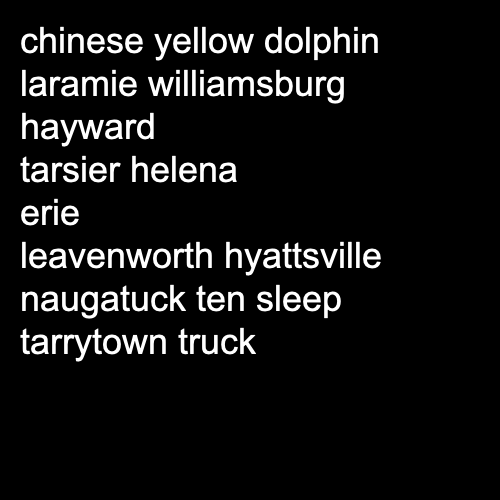 chinese yellow dolphin
laramie williamsburg
hayward
tarsier helena
erie
leavenworth hyattsville
naugatuck ten sleep
tarrytown truck